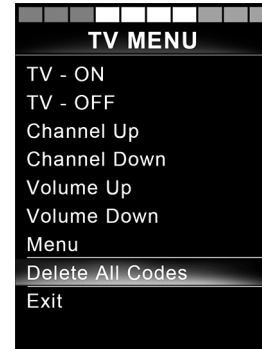 TV MENU
TV - ON
TV - OFF
Channel Up
Channel Down
Volume Up
Volume Down
Menu
Delete All Codes
Exit